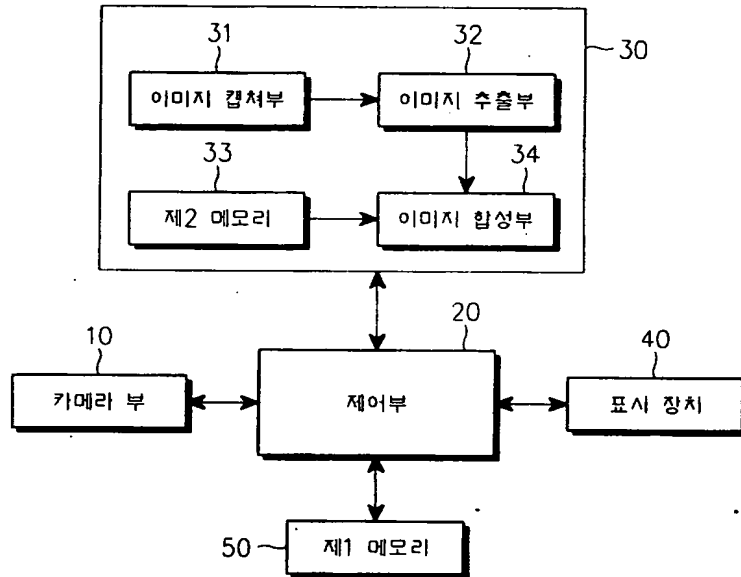 31
32
30
이미지 캡쳐부
이미지 추출부
33
34
제2 메모리
이미지 합성부
20
10
40
카메라 부
제어부
표시 장치
50
제1 메모리